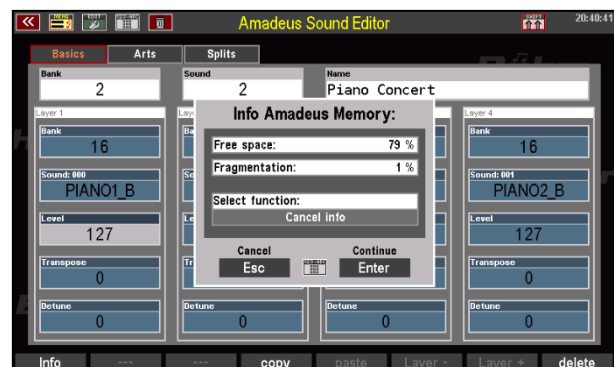 MENU EDIT
Amadeus Sound Editor
SHIFT
20:40:41
Basics Arts Splits
Bank Sound Name
2 2 Piano Concert
Layer 1 Layer 4
Bank Bank
16 16
Sound: 000 Sound: 001
PIANO1_B PIANO2_B
Level Level
127 127
Transpose Transpose
0 0
Detune Detune Detune Detune
0 0 0 0
Info Amadeus Memory:
Free space: 79 %
Fragmentation: 1 %
Select function:
Cancel info
Cancel Continue
Esc Enter
Info --- --- copy paste Layer - Layer + delete